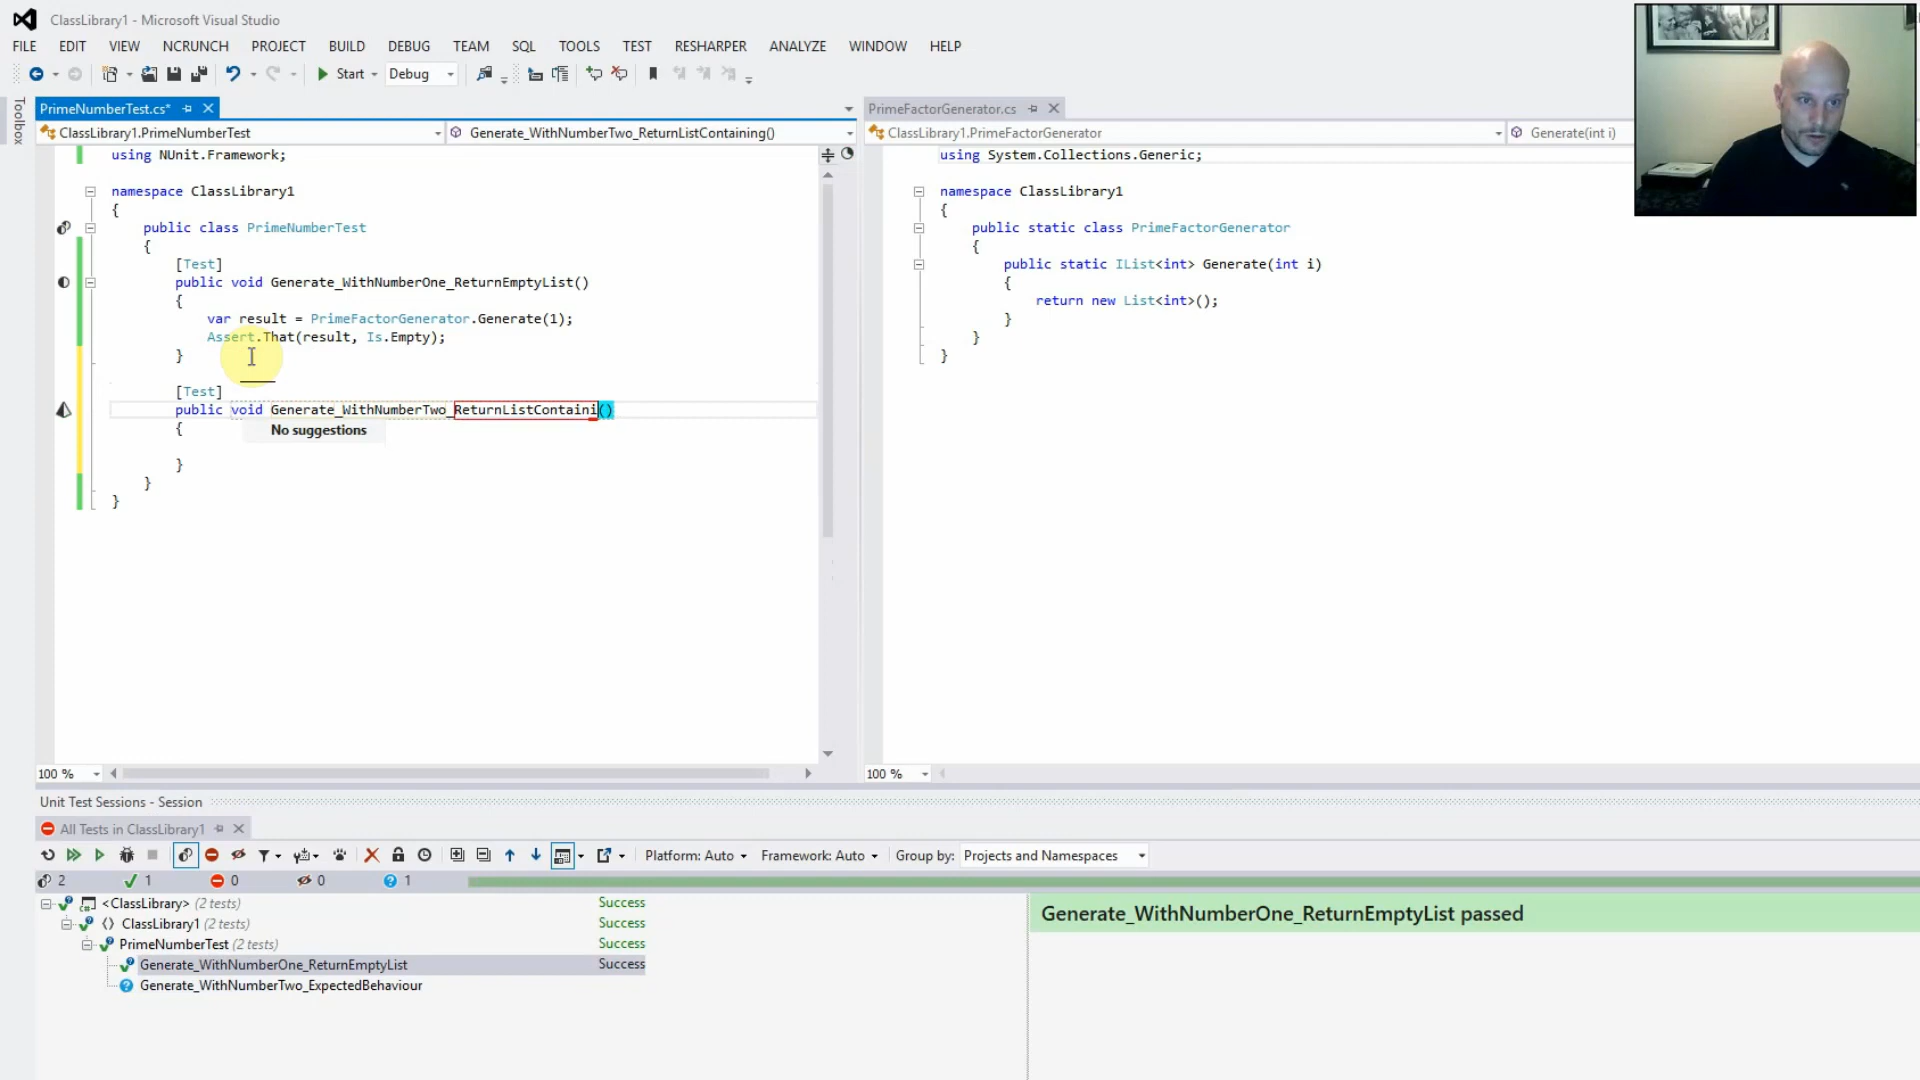 ClassLibrary1 - Microsoft Visual Studio
FILE EDIT VIEW NCRUNCH PROJECT BUILD DEBUG TEAM SQL TOOLS TEST RESHARPER ANALYZE WINDOW HELP
Start Debug
Toolbox
PrimeNumberTest.cs*
ClassLibrary1.PrimeNumberTest Generate_WithNumberTwo_ReturnListContaining()
using NUnit.Framework;
namespace ClassLibrary1
{
public class PrimeNumberTest
{
[Test]
public void Generate_WithNumberOne_ReturnEmptyList()
{
var result = PrimeFactorGenerator.Generate(1);
Assert.That(result, Is.Empty);
}
[Test]
public void Generate_WithNumberTwo_ReturnListContaini()
{
No suggestions
}
}
}
100 %
PrimeFactorGenerator.cs
ClassLibrary1.PrimeFactorGenerator Generate(int i)
using System.Collections.Generic;
namespace ClassLibrary1
{
public static class PrimeFactorGenerator
{
public static IList<int> Generate(int i)
{
return new List<int>();
}
}
}
100 %
Unit Test Sessions - Session
All Tests in ClassLibrary1
Platform: Auto Framework: Auto Group by: Projects and Namespaces
2 1 0 0 1
<ClassLibrary> (2 tests) Success
ClassLibrary1 (2 tests) Success
PrimeNumberTest (2 tests) Success
Generate_WithNumberOne_ReturnEmptyList Success
Generate_WithNumberTwo_ExpectedBehaviour
Generate_WithNumberOne_ReturnEmptyList passed